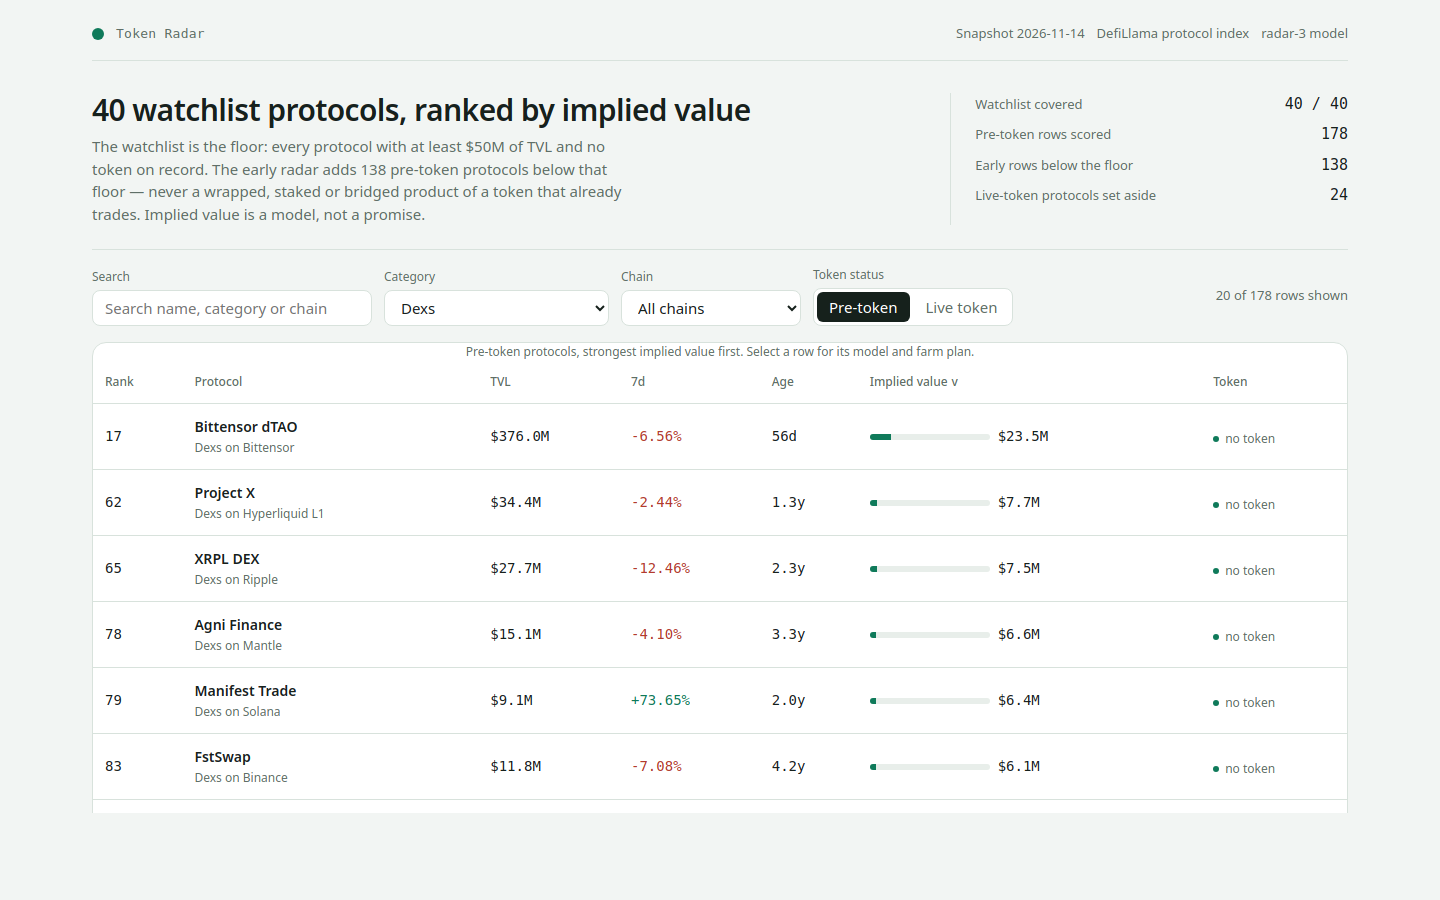 Token Radar
Snapshot 2026-11-14 DefiLlama protocol index radar-3 model
40 watchlist protocols, ranked by implied value
The watchlist is the floor: every protocol with at least $50M of TVL and no
token on record. The early radar adds 138 pre-token protocols below that
floor — never a wrapped, staked or bridged product of a token that already
trades. Implied value is a model, not a promise.
Watchlist covered 40 / 40
Pre-token rows scored 178
Early rows below the floor 138
Live-token protocols set aside 24
Search Category Chain Token status
Search name, category or chain Dexs All chains Pre-token Live token
20 of 178 rows shown
Pre-token protocols, strongest implied value first. Select a row for its model and farm plan.
Rank Protocol TVL 7d Age Implied value v Token
17 Bittensor dTAO $376.0M -6.56% 56d $23.5M no token
Dexs on Bittensor
62 Project X $34.4M -2.44% 1.3y $7.7M no token
Dexs on Hyperliquid L1
65 XRPL DEX $27.7M -12.46% 2.3y $7.5M no token
Dexs on Ripple
78 Agni Finance $15.1M -4.10% 3.3y $6.6M no token
Dexs on Mantle
79 Manifest Trade $9.1M +73.65% 2.0y $6.4M no token
Dexs on Solana
83 FstSwap $11.8M -7.08% 4.2y $6.1M no token
Dexs on Binance